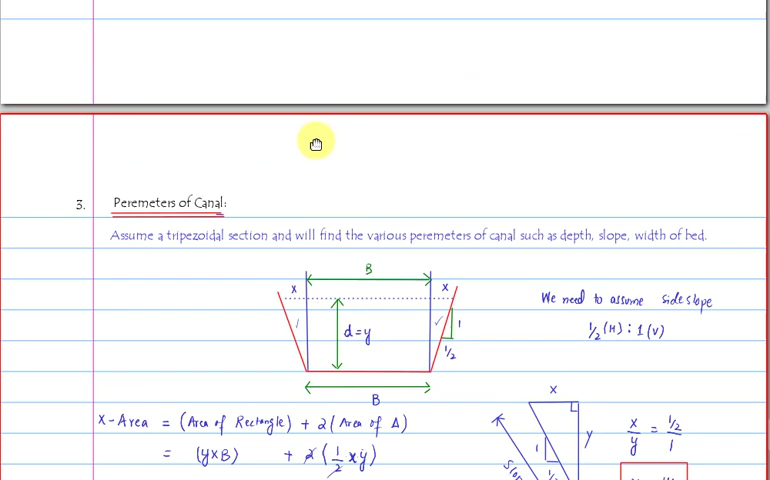 3. Peremeters of Canal:
Assume a tripezoidal section and will find the various peremeters of canal such as depth, slope, width of bed.
B
x x
We need to assume side slope
1/2 (H) : 1 (V)
d = y
1
1/2
B
x
X-Area = (Area of Rectangle) + 2 (Area of Δ)
= (y×B) + 2 (1/2 xy)
y
1
x/y = 1/2/1
Slop